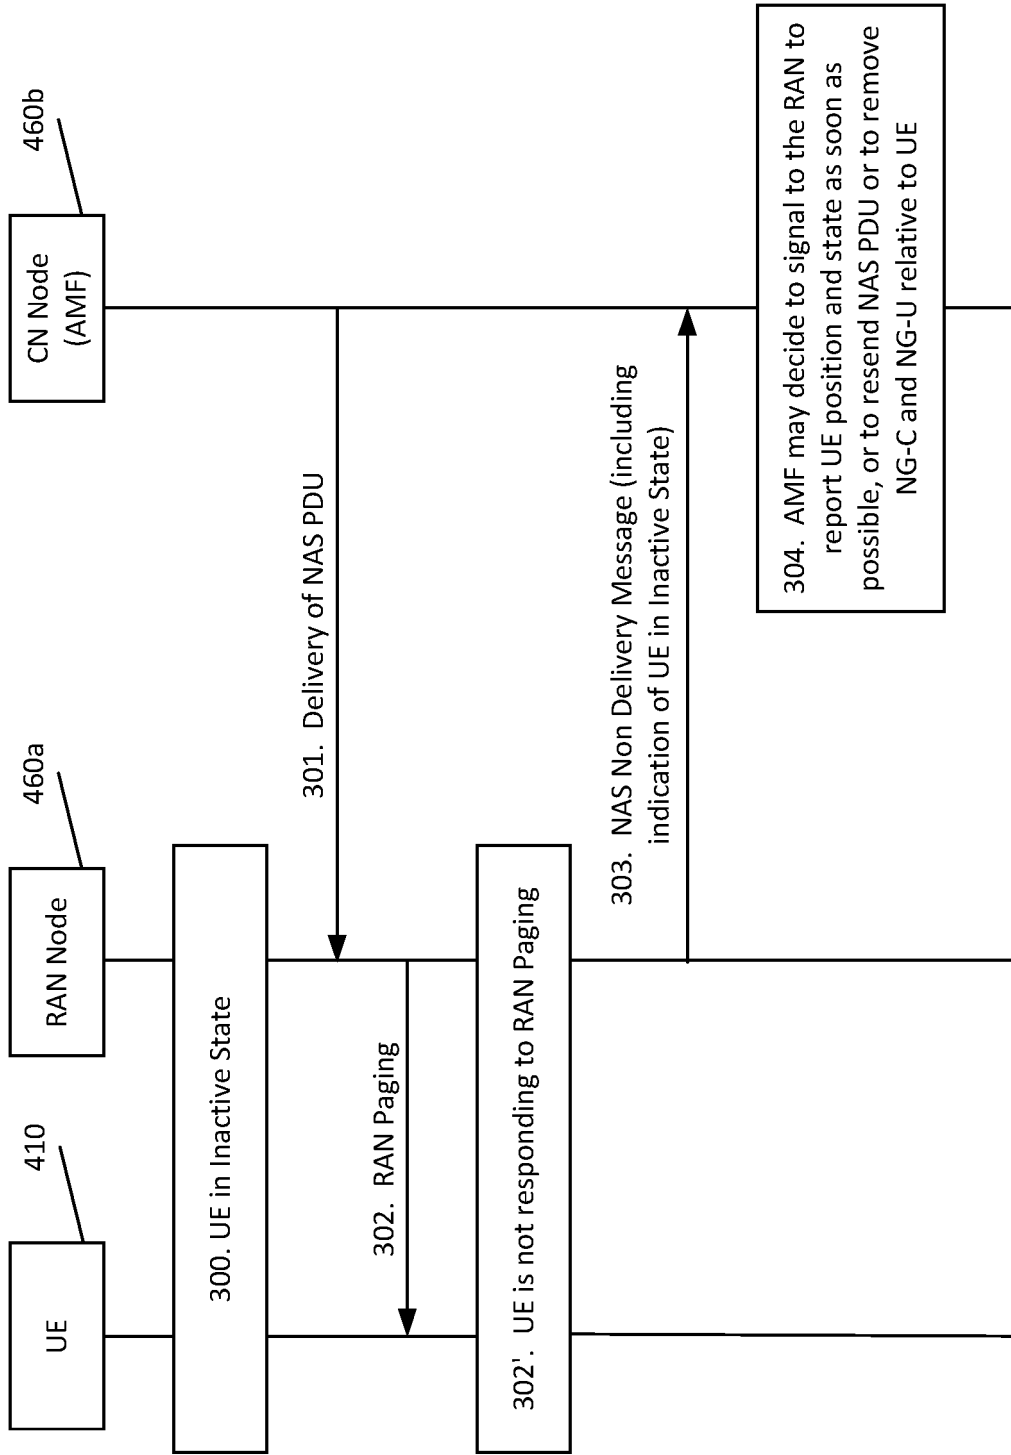 410
460a
460b
UE
RAN Node
CN Node
(AMF)
300. UE in Inactive State
301. Delivery of NAS PDU
302. RAN Paging
302'. UE is not responding to RAN Paging
303. NAS Non Delivery Message (including
indication of UE in Inactive State)
304. AMF may decide to signal to the RAN to
report UE position and state as soon as
possible, or to resend NAS PDU or to remove
NG-C and NG-U relative to UE